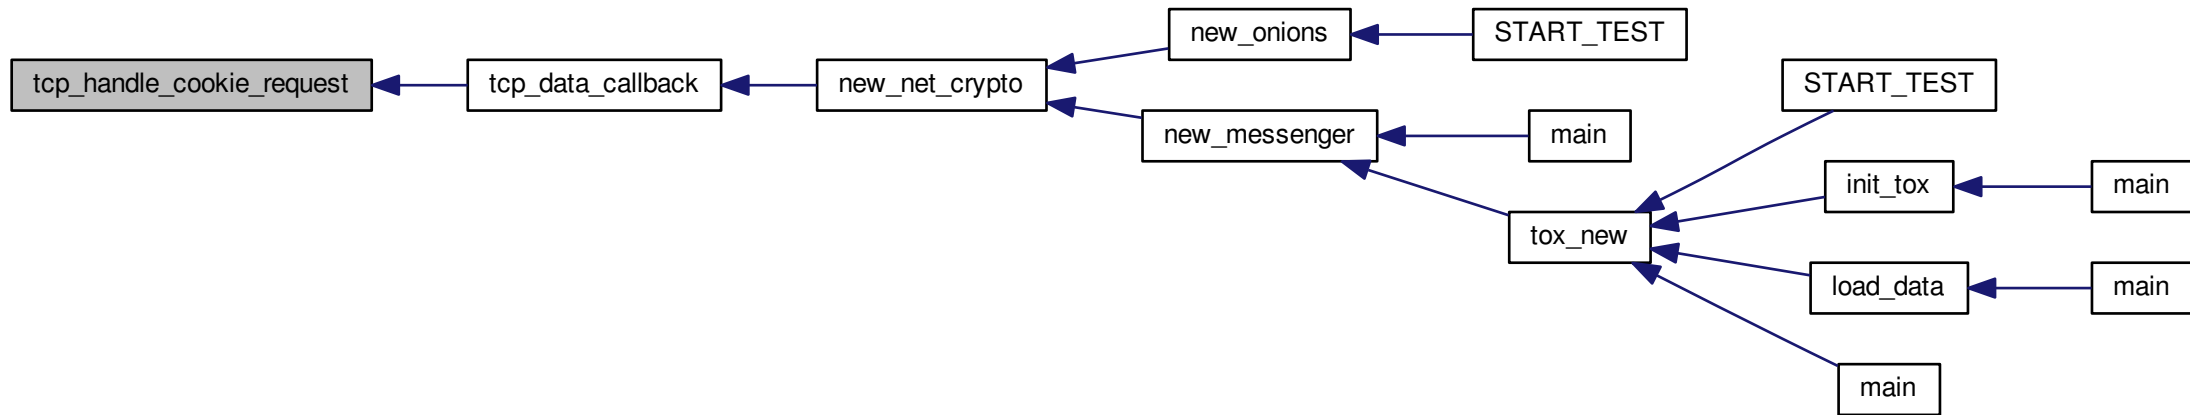 tcp_handle_cookie_request
tcp_data_callback
new_net_crypto
new_onions
START_TEST
new_messenger
main
tox_new
START_TEST
init_tox
main
load_data
main
main